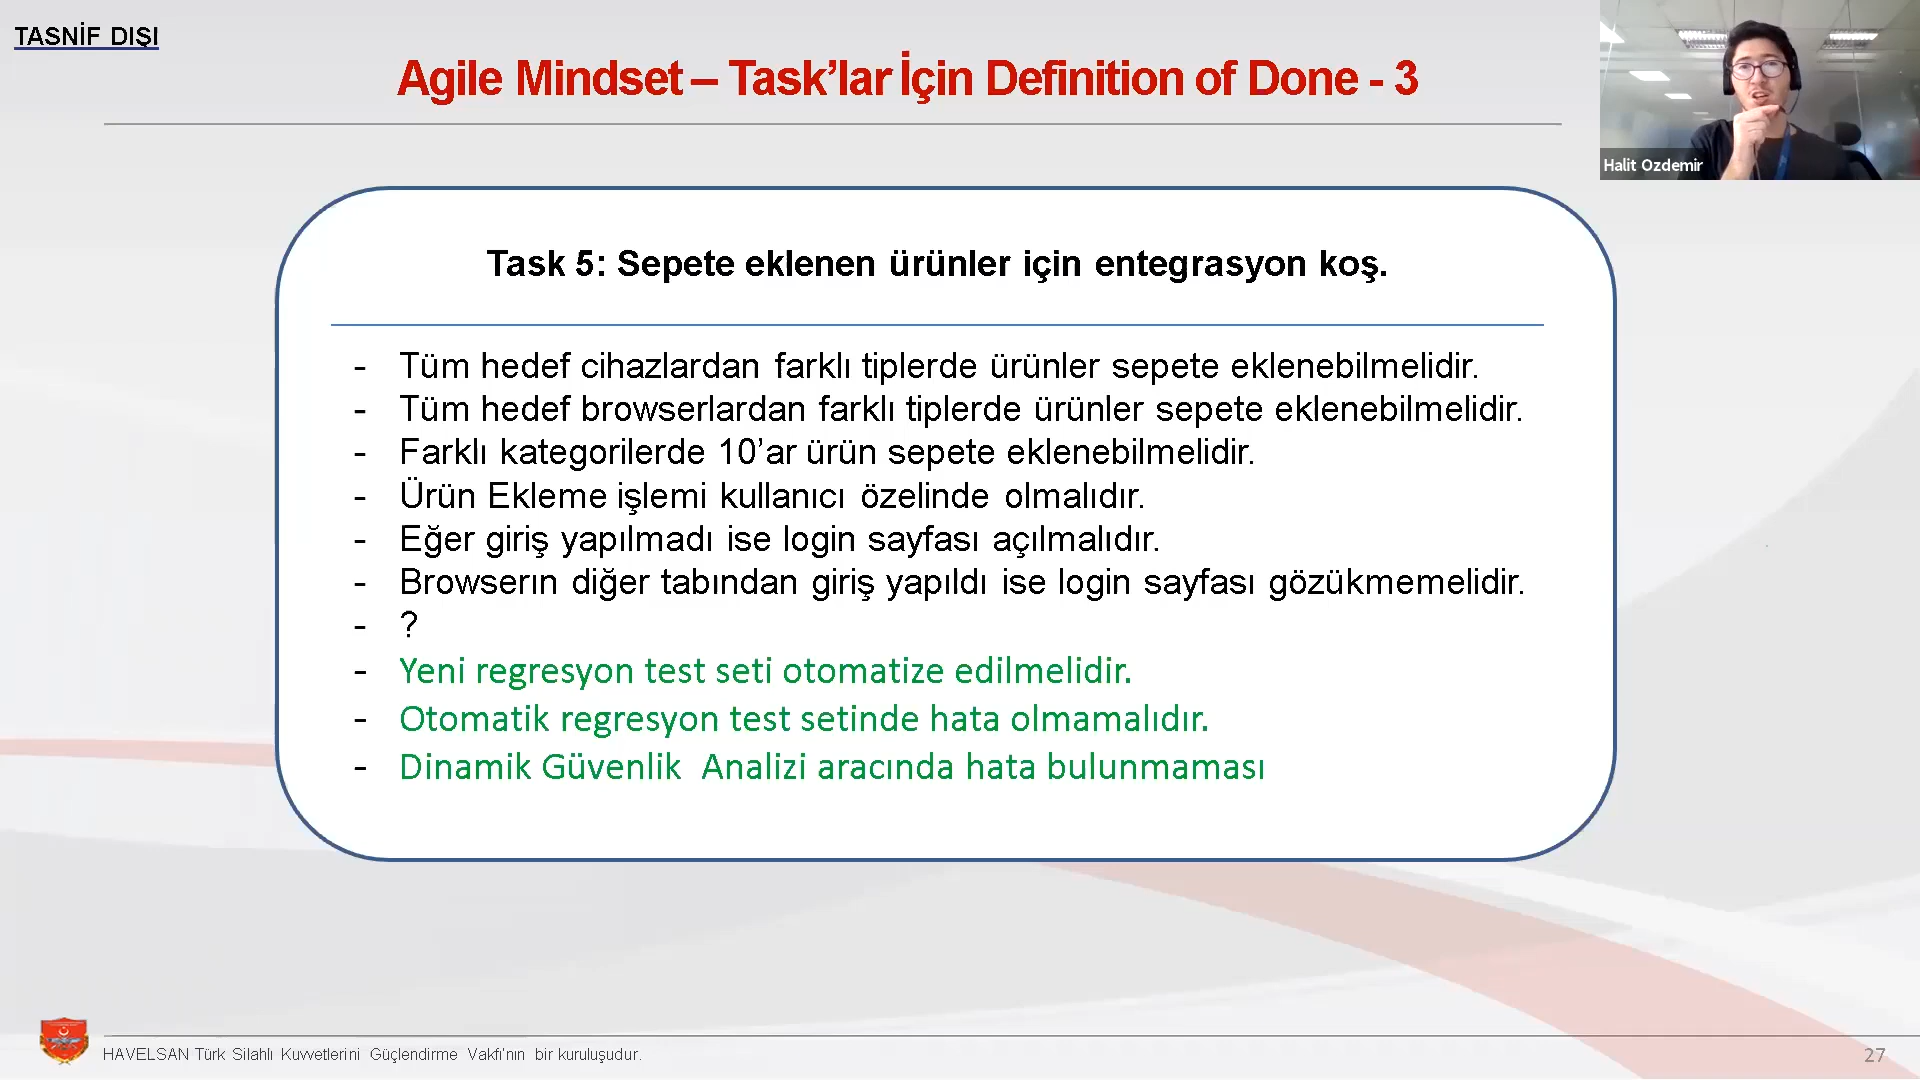 TASNİF DIŞI
Agile Mindset – Task’lar İçin Definition of Done - 3
Halit Ozdemir
Task 5: Sepete eklenen ürünler için entegrasyon koş.
- Tüm hedef cihazlardan farklı tiplerde ürünler sepete eklenebilmelidir.
- Tüm hedef browserlardan farklı tiplerde ürünler sepete eklenebilmelidir.
- Farklı kategorilerde 10’ar ürün sepete eklenebilmelidir.
- Ürün Ekleme işlemi kullanıcı özelinde olmalıdır.
- Eğer giriş yapılmadı ise login sayfası açılmalıdır.
- Browserın diğer tabından giriş yapıldı ise login sayfası gözükmemelidir.
- ?
- Yeni regresyon test seti otomatize edilmelidir.
- Otomatik regresyon test setinde hata olmamalıdır.
- Dinamik Güvenlik Analizi aracında hata bulunmaması
HAVELSAN Türk Silahlı Kuvvetlerini Güçlendirme Vakfı’nın bir kuruluşudur.
27